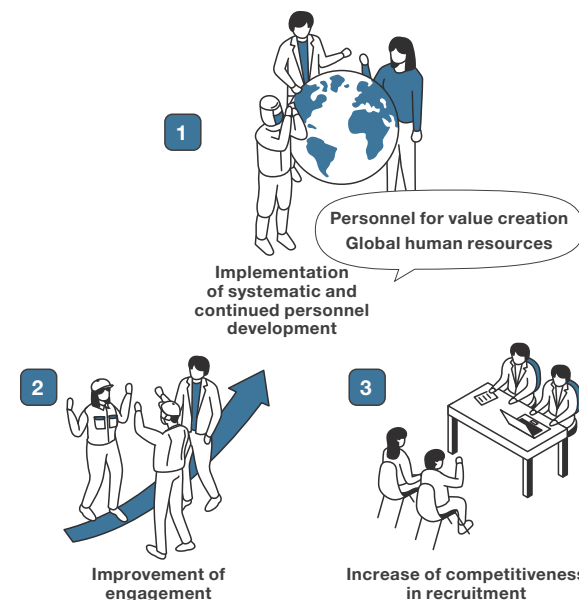 1
Personnel for value creation
Global human resources
Implementation
of systematic and
continued personnel
development
2
Improvement of
engagement
3
Increase of competitiveness
in recruitment